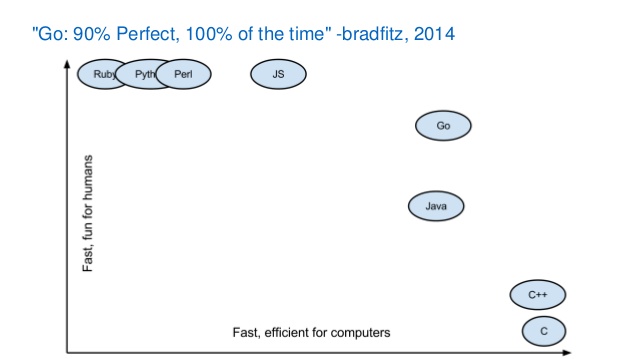 "Go: 90% Perfect, 100% of the time" -bradfitz, 2014
Ruby Pyth Perl JS
Go
Fast, fun for humans
Java
C++
Fast, efficient for computers
C